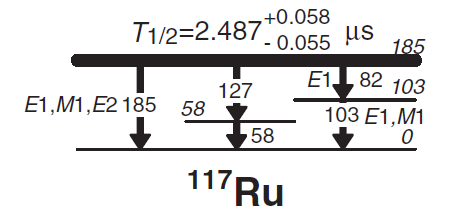 T1/2=2.487 +0.058 - 0.055 μs
185
E1 82 103
127
E1,M1,E2 185 58
103 E1,M1
58 0
117Ru